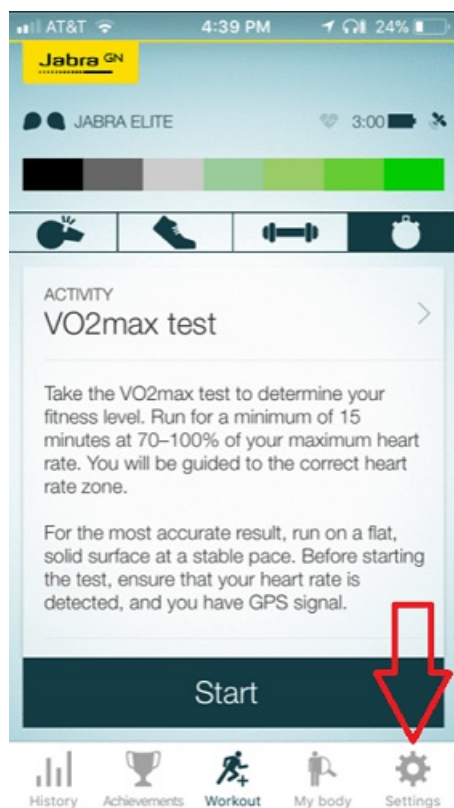 AT&T 4:39 PM 24%
Jabra GN
JABRA ELITE 3:00
ACTIVITY
VO2max test
Take the VO2max test to determine your
fitness level. Run for a minimum of 15
minutes at 70–100% of your maximum heart
rate. You will be guided to the correct heart
rate zone.
For the most accurate result, run on a flat,
solid surface at a stable pace. Before starting
the test, ensure that your heart rate is
detected, and you have GPS signal.
Start
History Achievements Workout My body Settings